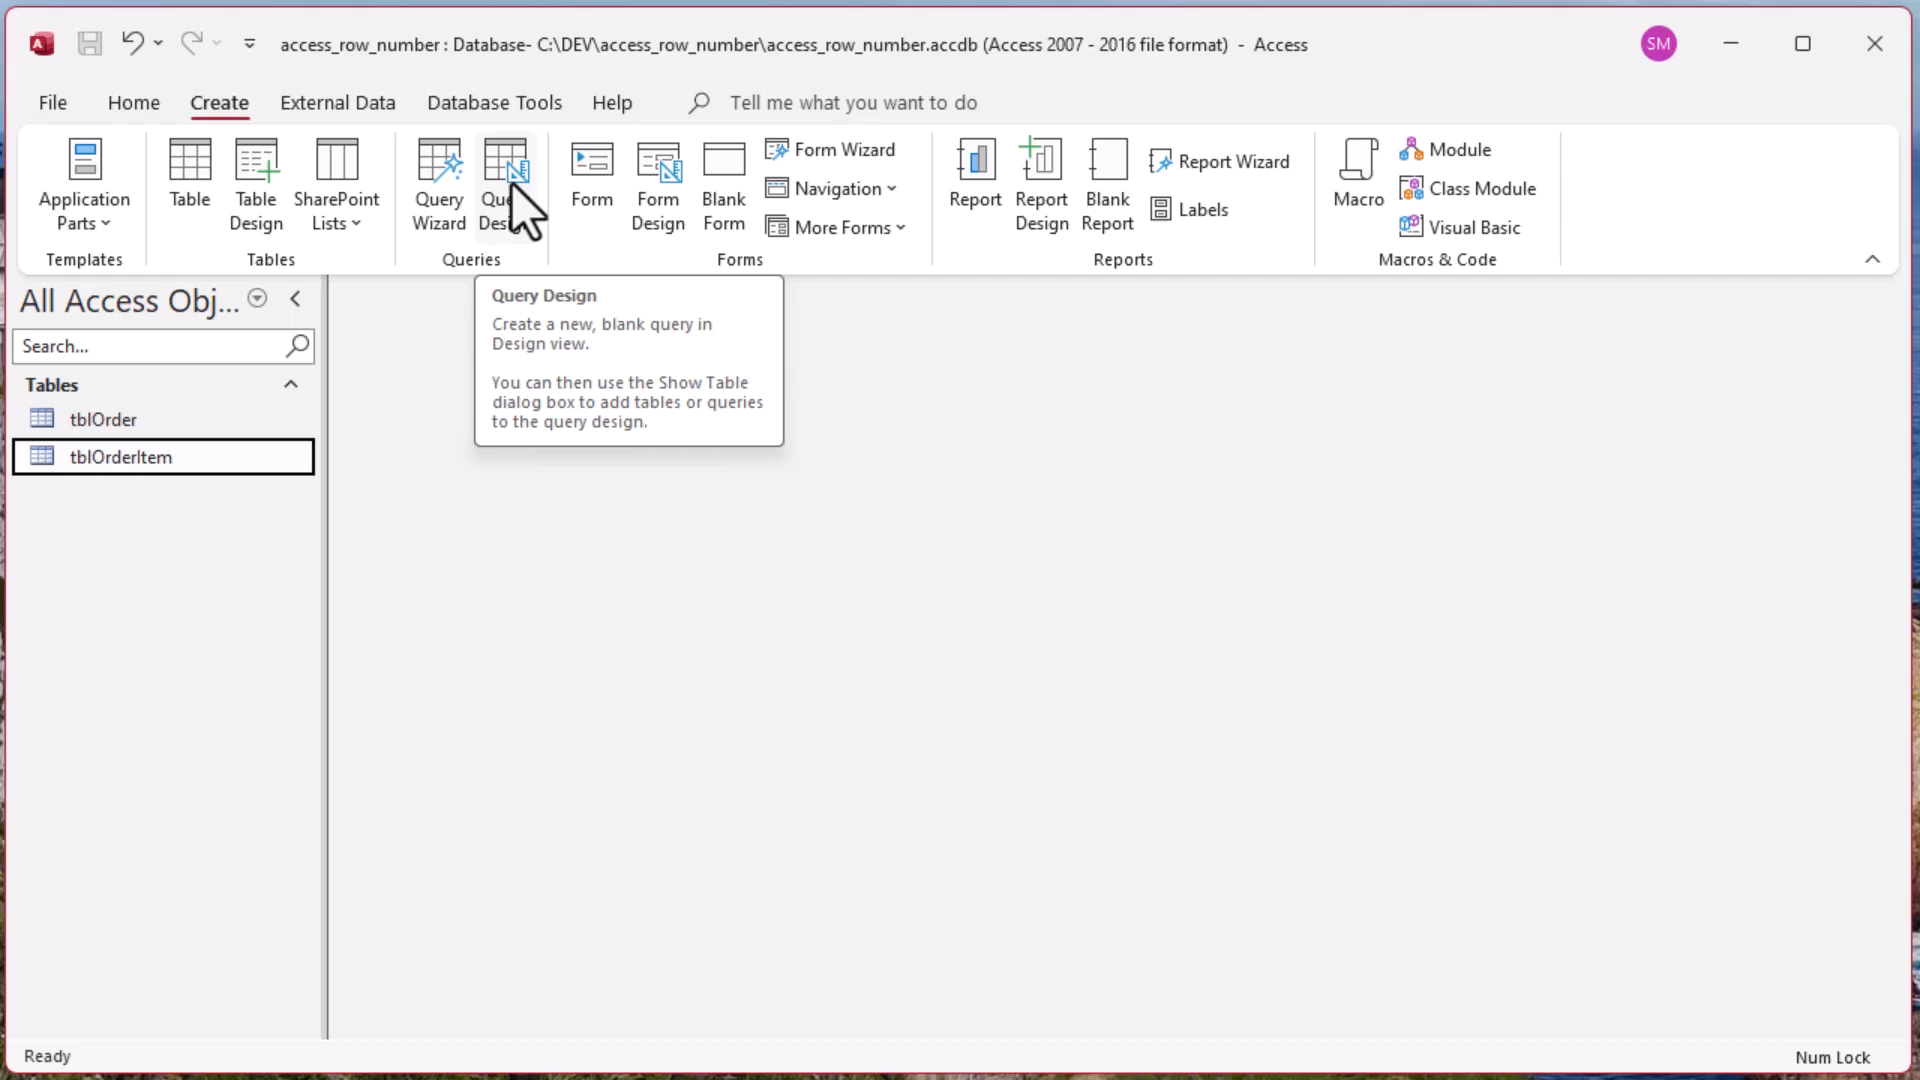 access_row_number : Database- C:\DEV\access_row_number\access_row_number.accdb (Access 2007 - 2016 file format) - Access
SM
File
Home
Create
External Data
Database Tools
Help
Tell me what you want to do
Application
Parts
Templates
Table
Table
Design
SharePoint
Lists
Tables
Query
Wizard
Queries
Form
Form
Design
Blank
Form
Form Wizard
Navigation
More Forms
Forms
Report
Report
Design
Blank
Report
Report Wizard
Labels
Reports
Macro
Module
Class Module
Visual Basic
Macros & Code
All Access Obj...
Search...
Tables
tblOrder
tblOrderItem
Query Design
Create a new, blank query in
Design view.
You can then use the Show Table
dialog box to add tables or queries
to the query design.
Ready
Num Lock